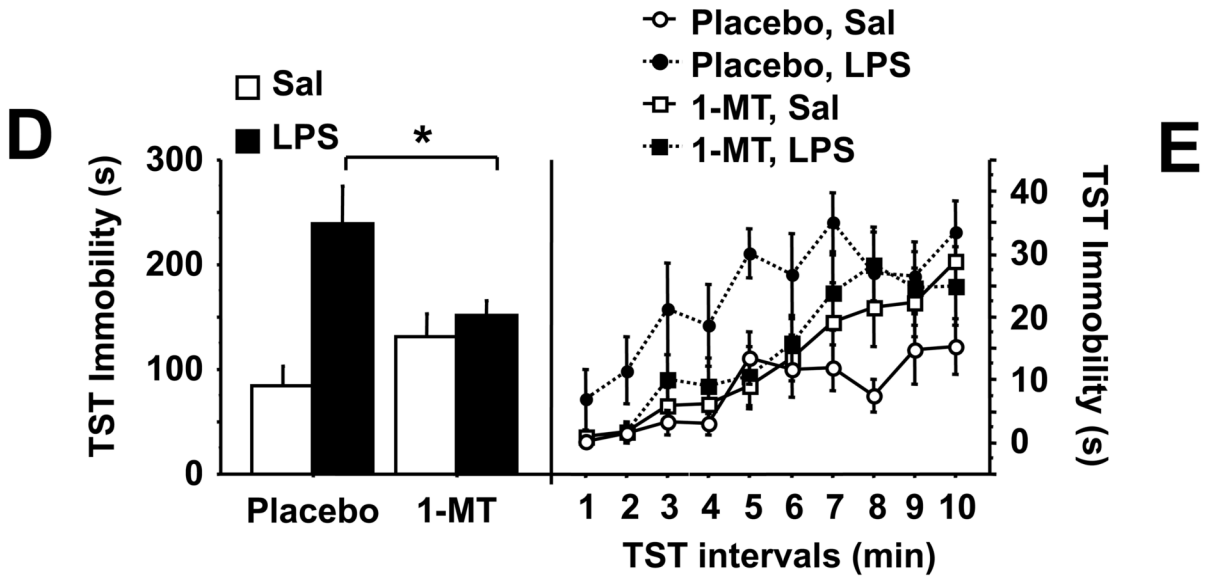 D
Sal
LPS
*
TST Immobility (s)
300
200
100
0
Placebo 1-MT
Placebo, Sal
Placebo, LPS
1-MT, Sal
1-MT, LPS
E
TST Immobility (s)
40
30
20
10
0
1 2 3 4 5 6 7 8 9 10
TST intervals (min)